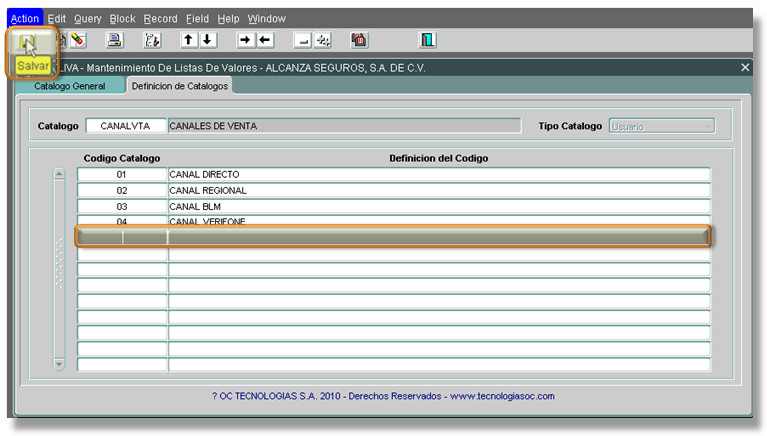 Action Edit Query Block Record Field Help Window
Salvar
LIVA - Mantenimiento De Listas De Valores - ALCANZA SEGUROS, S.A. DE C.V.
Catalogo General Definicion de Catalogos
Catalogo CANALVTA CANALES DE VENTA Tipo Catalogo Usuario
Codigo Catalogo Definicion del Codigo
01 CANAL DIRECTO
02 CANAL REGIONAL
03 CANAL BLM
04 CANAL VERIFONE
? OC TECNOLOGIAS S.A. 2010 - Derechos Reservados - www.tecnologiasoc.com